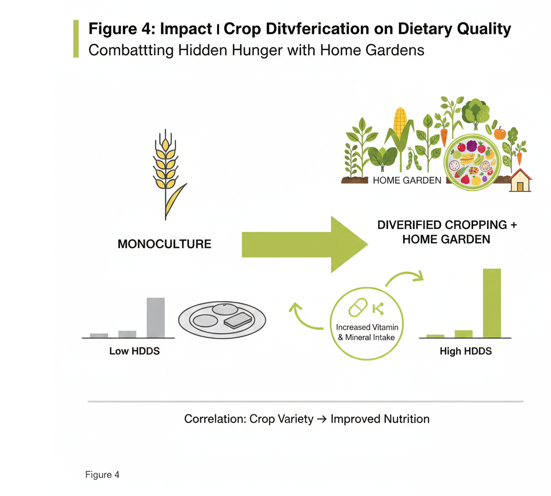 Figure 4: Impact I Crop Ditvferication on Dietary Quality
Combattting Hidden Hunger with Home Gardens
HOME GARDEN
MONOCULTURE
DIVERIFIED CROPPING +
HOME GARDEN
Increased Vitamin
& Mineral Intake
Low HDDS
High HDDS
Correlation: Crop Variety → Improved Nutrition
Figure 4